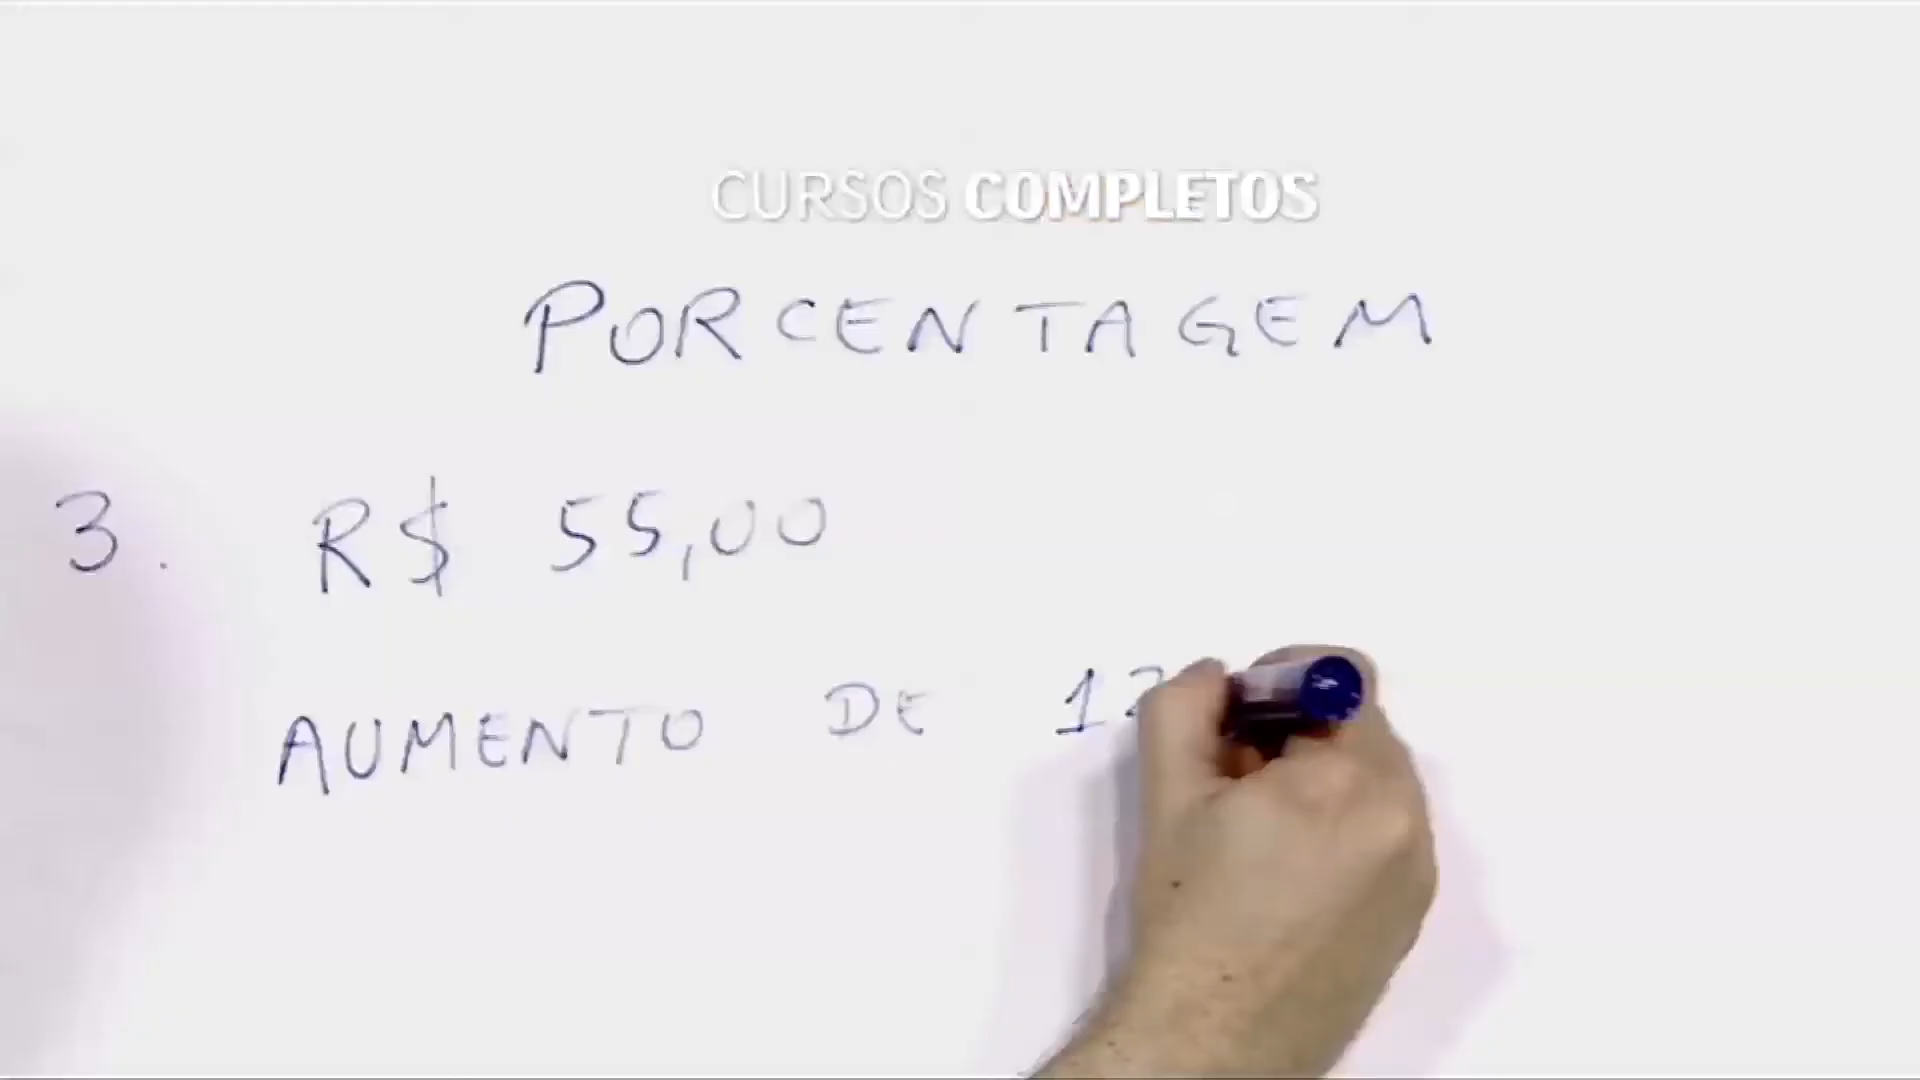 CURSOS COMPLETOS
PORCENTAGEM
3. R$ 55,00
AUMENTO DE